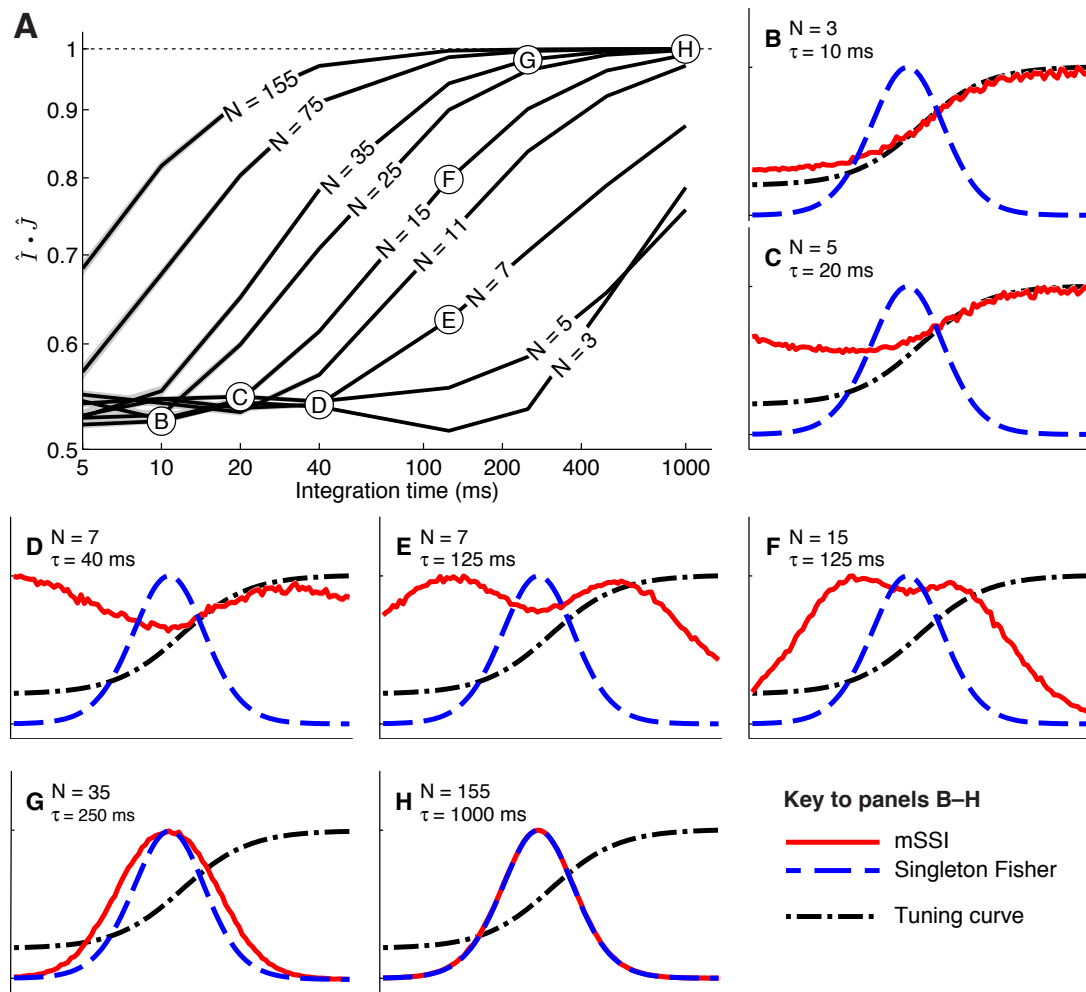 A
1
0.9
0.8
0.7
0.6
0.5
Î • Ĵ
5
10
20
40
100
200
400
1000
Integration time (ms)
N = 155
N = 75
N = 35
N = 25
N = 15
N = 11
N = 7
N = 5
N = 3
B
C
D
E
F
G
H
B
N = 3
τ = 10 ms
C
N = 5
τ = 20 ms
D
N = 7
τ = 40 ms
E
N = 7
τ = 125 ms
F
N = 15
τ = 125 ms
G
N = 35
τ = 250 ms
H
N = 155
τ = 1000 ms
Key to panels B–H
mSSI
Singleton Fisher
Tuning curve